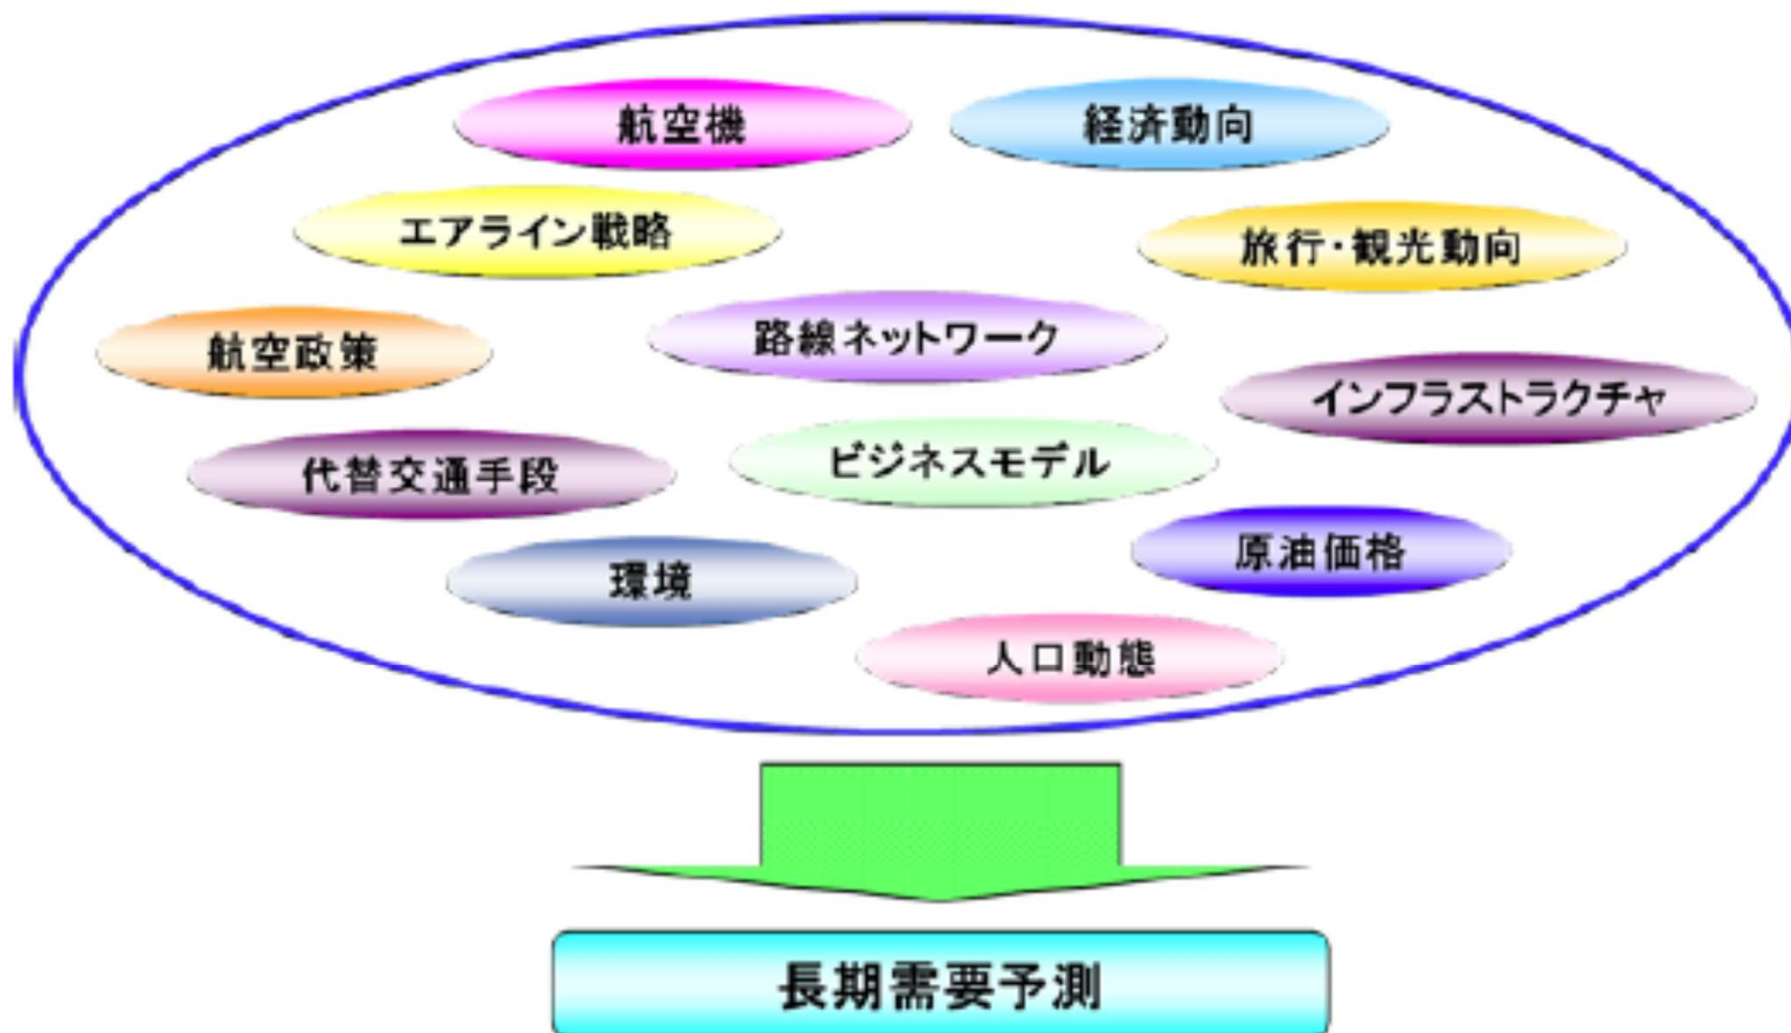 航空機
経済動向
エアライン戦略
旅行・観光動向
路線ネットワーク
航空政策
インフラストラクチャ
ビジネスモデル
代替交通手段
原油価格
環境
人口動態
長期需要予測